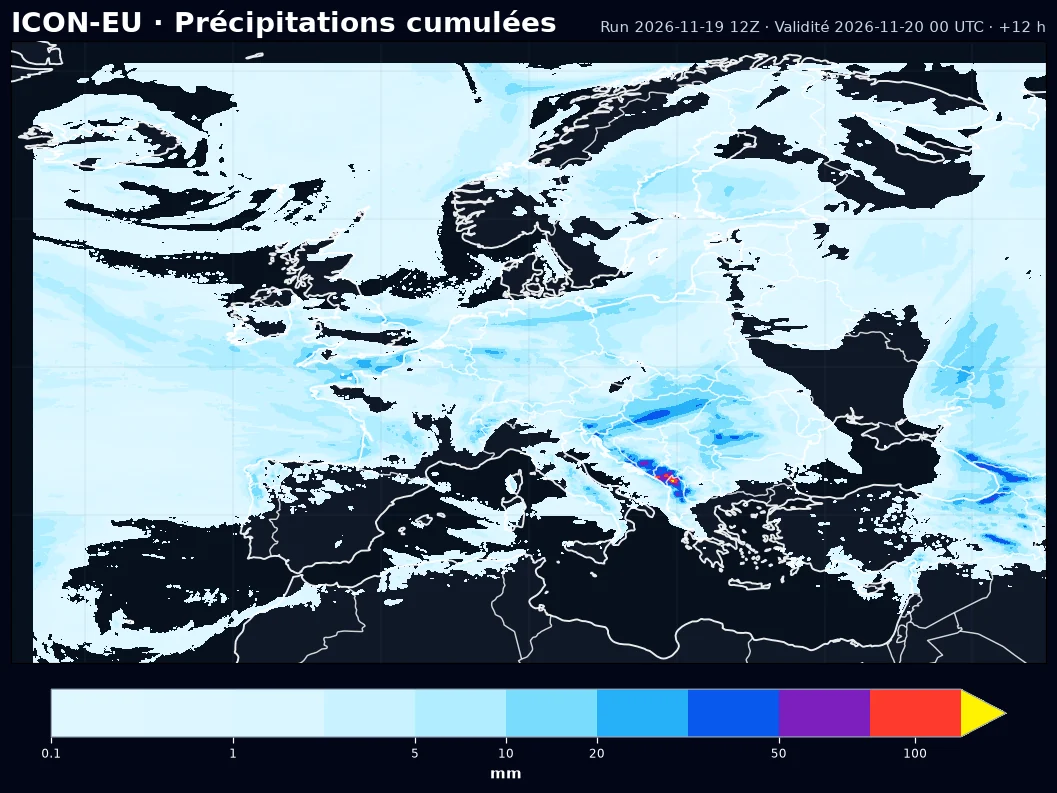 ICON-EU · Précipitations cumulées
Run 2026-11-19 12Z · Validité 2026-11-20 00 UTC · +12 h
0.1 1 5 10 20 50 100
mm